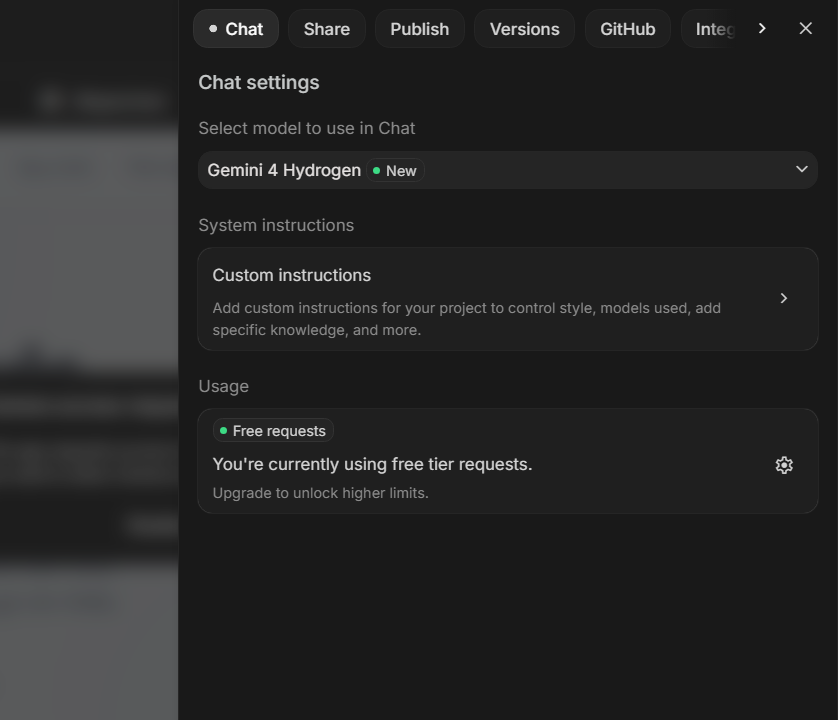 Chat
Share
Publish
Versions
GitHub
Integ
Chat settings
Select model to use in Chat
Gemini 4 Hydrogen
New
System instructions
Custom instructions
Add custom instructions for your project to control style, models used, add
specific knowledge, and more.
Usage
Free requests
You're currently using free tier requests.
Upgrade to unlock higher limits.